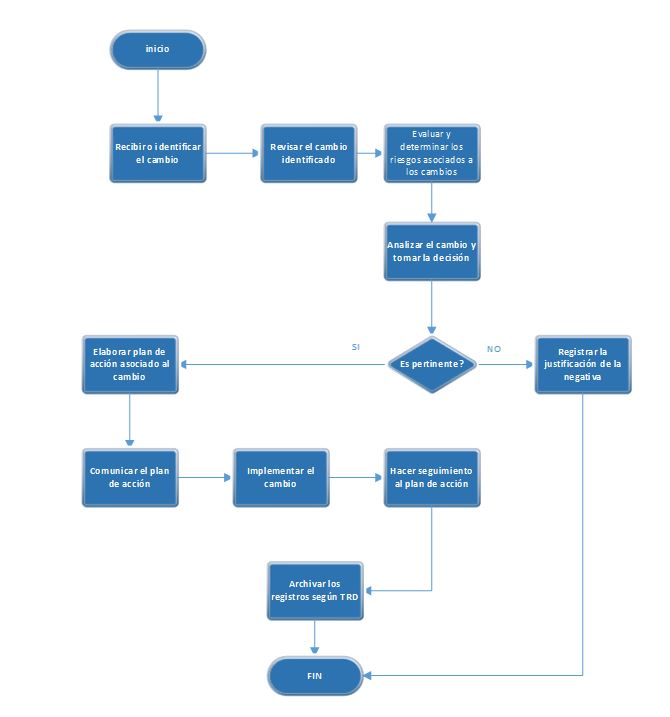 inicio
Recibir o identificar
el cambio
Revisar el cambio
identificado
Evaluar y
determinar los
riesgos asociados a
los cambios
Analizar el cambio y
tomar la decisión
Es pertinente?
SI
NO
Elaborar plan de
acción asociado al
cambio
Registrar la
justificación de la
negativa
Comunicar el plan
de acción
Implementar el
cambio
Hacer seguimiento
al plan de acción
Archivar los
registros según TRD
FIN